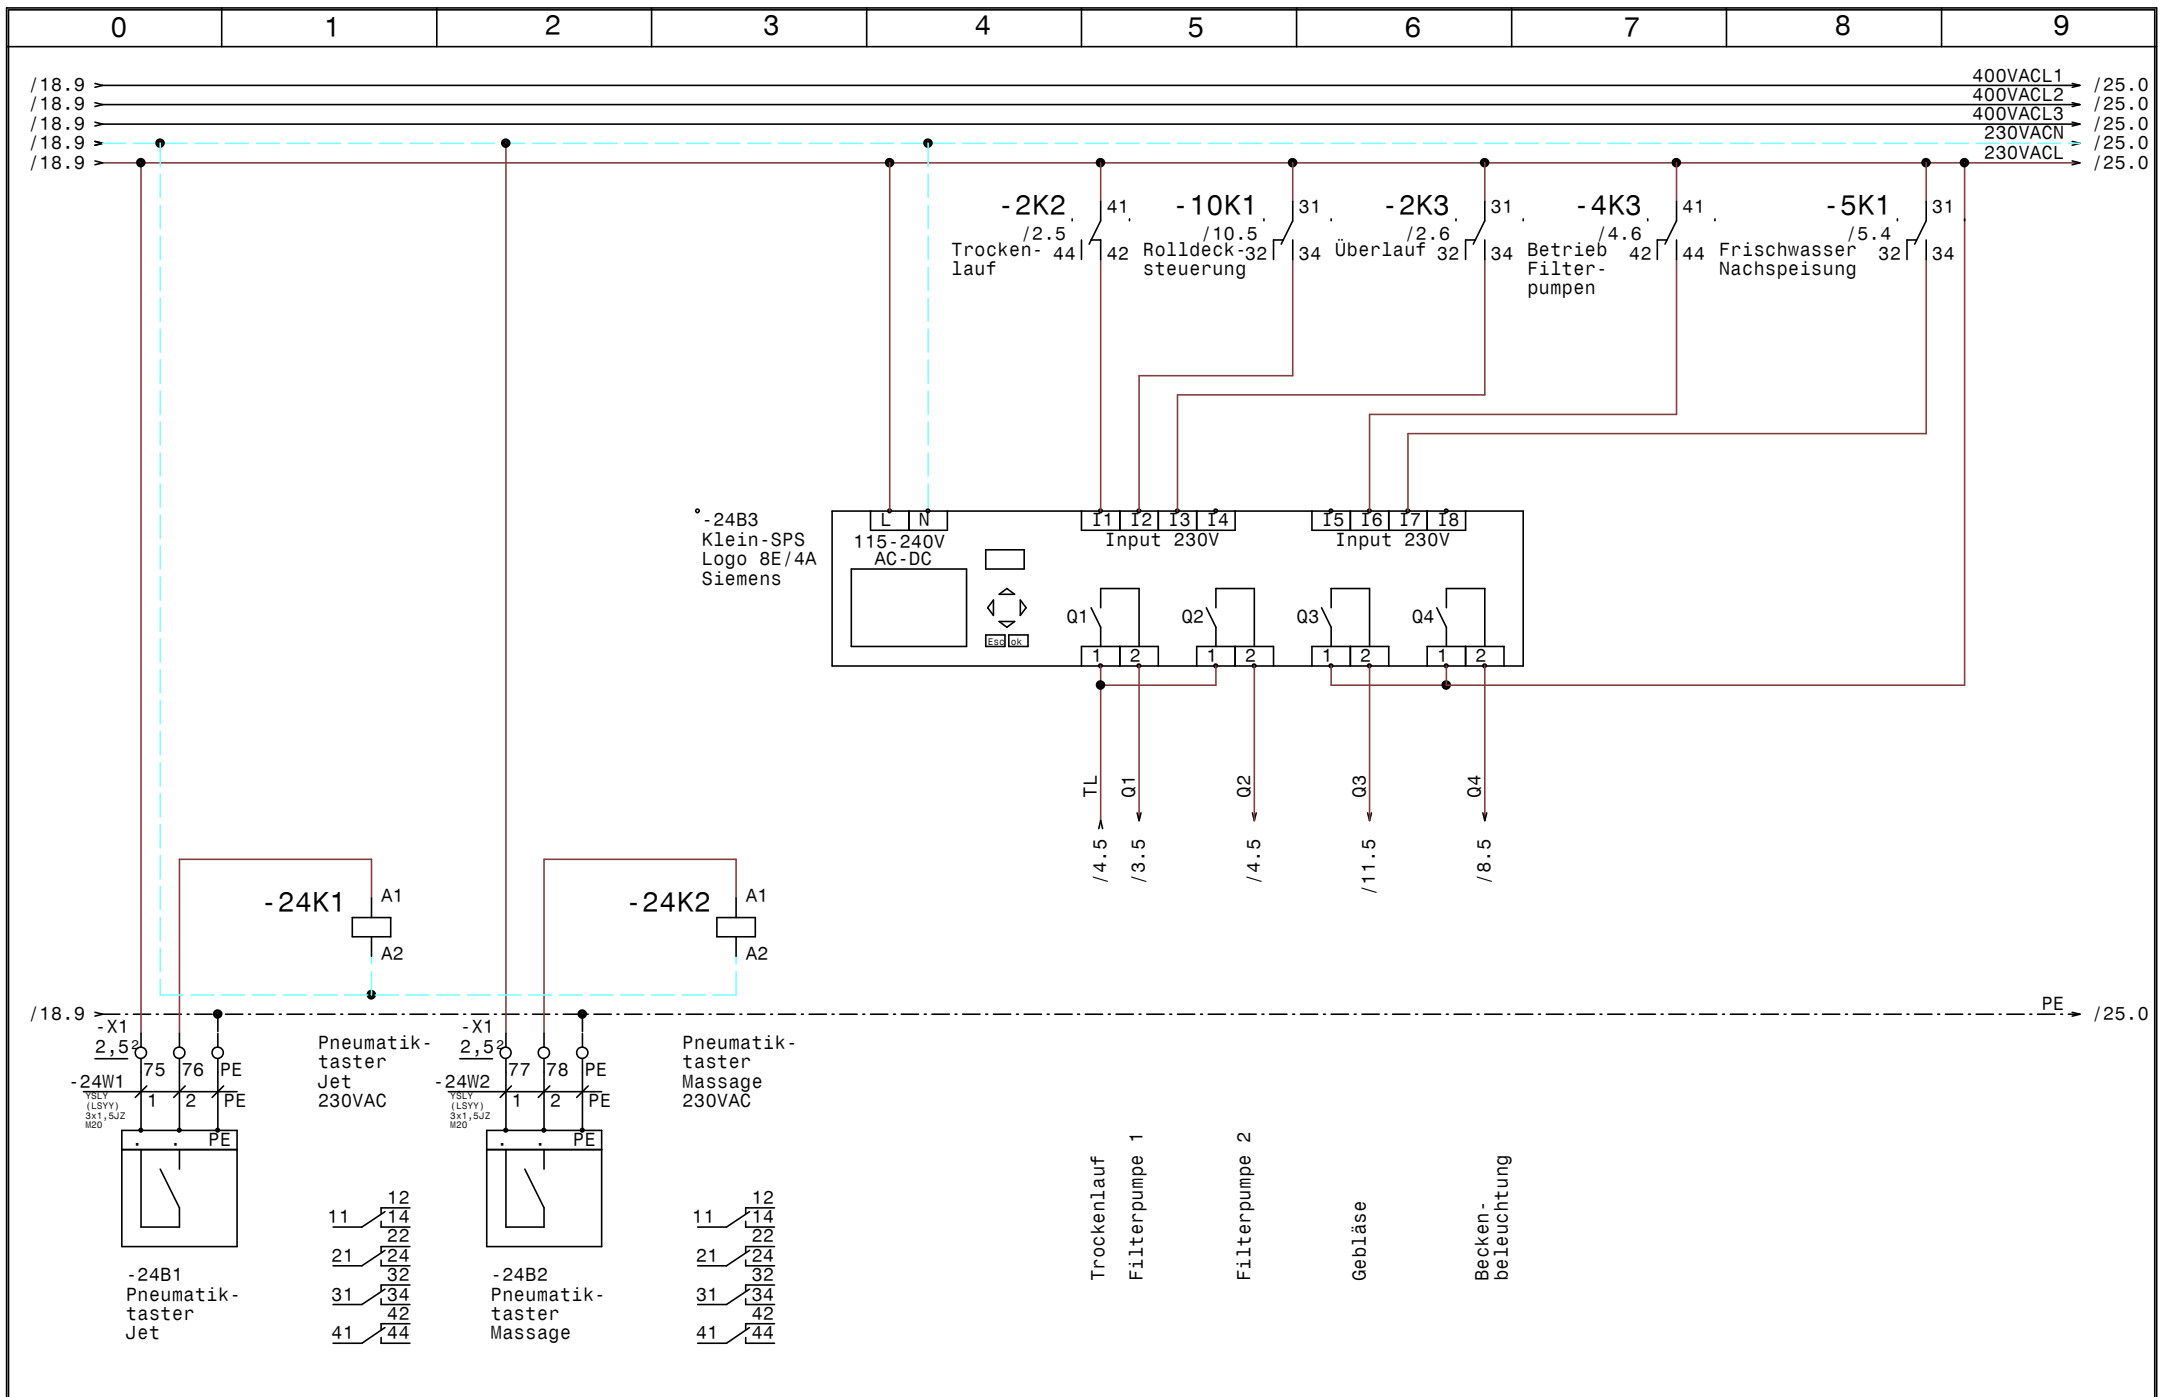 0 1 2 3 4 5 6 7 8 9
/18.9 400VACL1 /25.0
/18.9 400VACL2 /25.0
/18.9 400VACL3 /25.0
/18.9 230VACN /25.0
/18.9 230VACL /25.0
-2K2
/2.5
Trocken-
lauf
41
44 42
-10K1
/10.5
Rolldeck-
steuerung
31
32 34
-2K3
/2.6
Überlauf
31
32 34
-4K3
/4.6
Betrieb
Filter-
pumpen
41
42 44
-5K1
/5.4
Frischwasser
Nachspeisung
31
32 34
-24B3
Klein-SPS
Logo 8E/4A
Siemens
L N
115-240V
AC-DC
I1 I2 I3 I4
Input 230V
I5 I6 I7 I8
Input 230V
Esc ok
Q1 Q2 Q3 Q4
1 2 1 2 1 2 1 2
TL Q1 Q2 Q3 Q4
/4.5 /3.5 /4.5 /11.5 /8.5
-24K1
A1
A2
-24K2
A1
A2
/18.9 PE /25.0
-X1
2,5²
75 76 PE
-24W1
YSLY
(LSYY)
3x1,5JZ
M20
1 2 PE
. . PE
Pneumatik-
taster
Jet
230VAC
-X1
2,5²
77 78 PE
-24W2
YSLY
(LSYY)
3x1,5JZ
M20
1 2 PE
. . PE
Pneumatik-
taster
Massage
230VAC
-24B1
Pneumatik-
taster
Jet
12
11 14
22
21 24
32
31 34
42
41 44
-24B2
Pneumatik-
taster
Massage
12
11 14
22
21 24
32
31 34
42
41 44
Trockenlauf
Filterpumpe 1
Filterpumpe 2
Gebläse
Becken-
beleuchtung